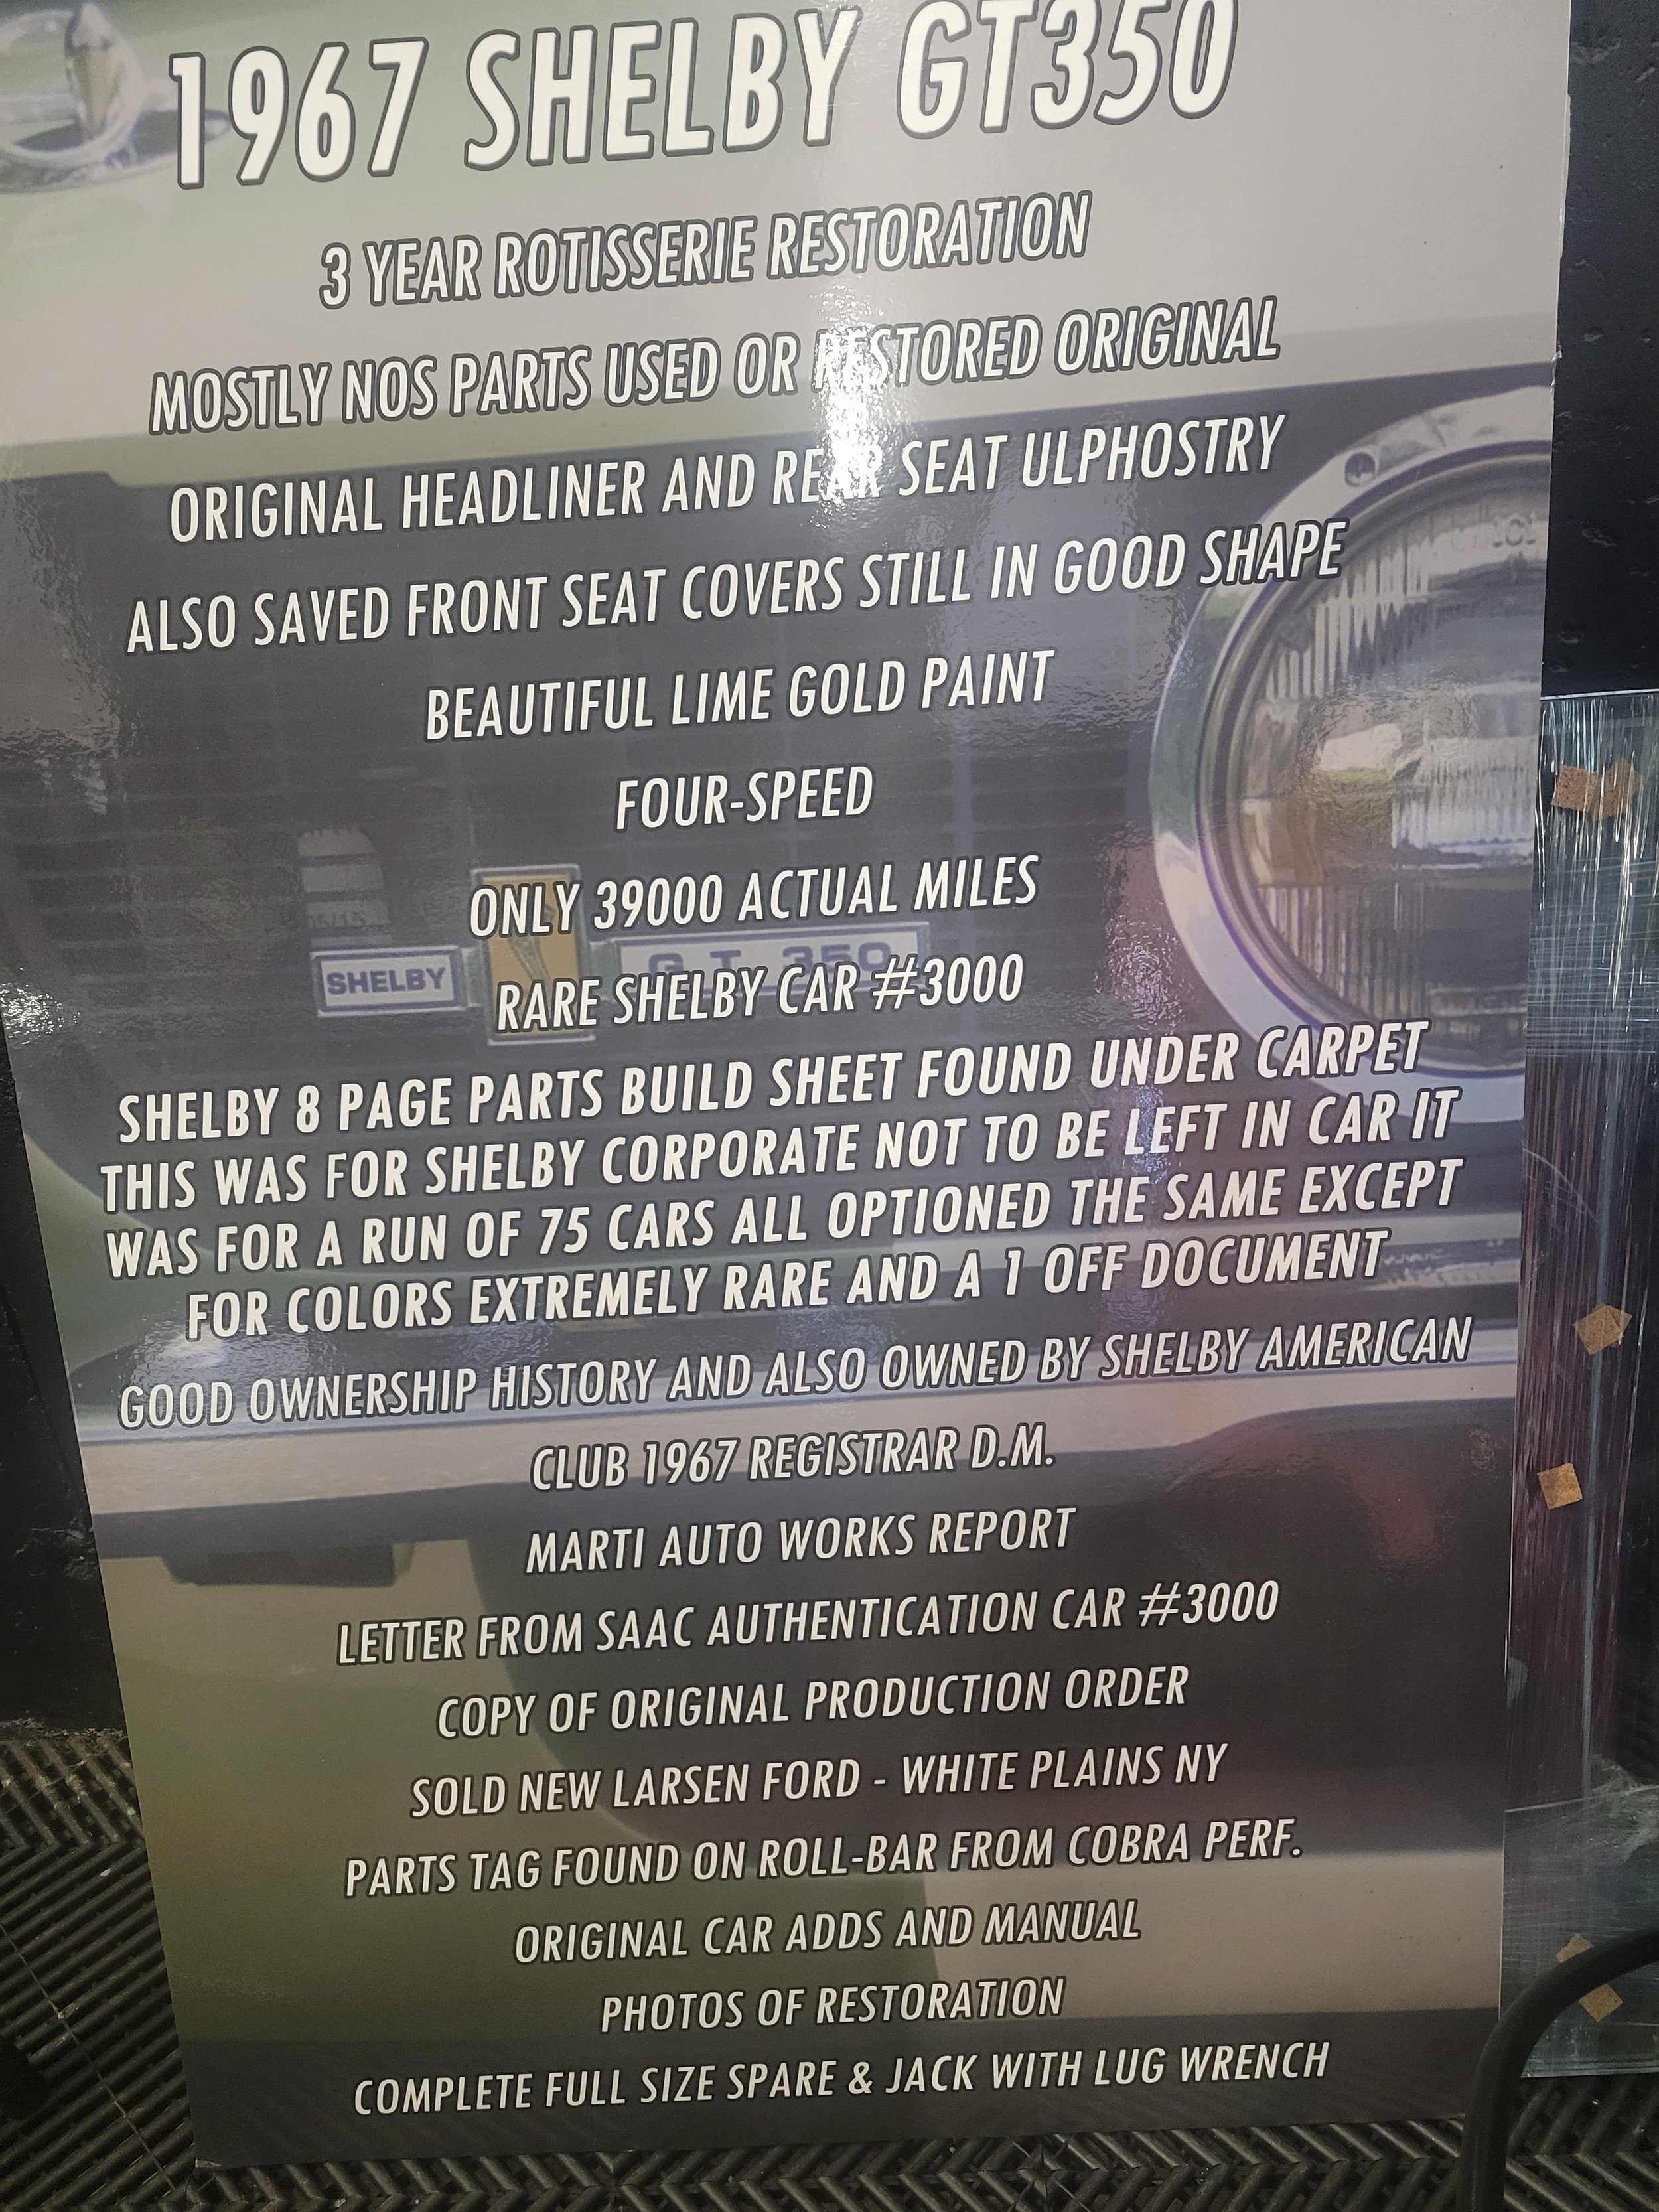 1967 SHELBY GT350
3 YEAR ROTISSERIE RESTORATION
MOSTLY NOS PARTS USED OR RESTORED ORIGINAL
ORIGINAL HEADLINER AND REAR SEAT ULPHOSTRY
ALSO SAVED FRONT SEAT COVERS STILL IN GOOD SHAPE
BEAUTIFUL LIME GOLD PAINT
FOUR-SPEED
ONLY 39000 ACTUAL MILES
SHELBY G.T. 350
RARE SHELBY CAR #3000
SHELBY 8 PAGE PARTS BUILD SHEET FOUND UNDER CARPET
THIS WAS FOR SHELBY CORPORATE NOT TO BE LEFT IN CAR IT
WAS FOR A RUN OF 75 CARS ALL OPTIONED THE SAME EXCEPT
FOR COLORS EXTREMELY RARE AND A 1 OFF DOCUMENT
GOOD OWNERSHIP HISTORY AND ALSO OWNED BY SHELBY AMERICAN
CLUB 1967 REGISTRAR D.M.
MARTI AUTO WORKS REPORT
LETTER FROM SAAC AUTHENTICATION CAR #3000
COPY OF ORIGINAL PRODUCTION ORDER
SOLD NEW LARSEN FORD - WHITE PLAINS NY
PARTS TAG FOUND ON ROLL-BAR FROM COBRA PERF.
ORIGINAL CAR ADDS AND MANUAL
PHOTOS OF RESTORATION
COMPLETE FULL SIZE SPARE & JACK WITH LUG WRENCH